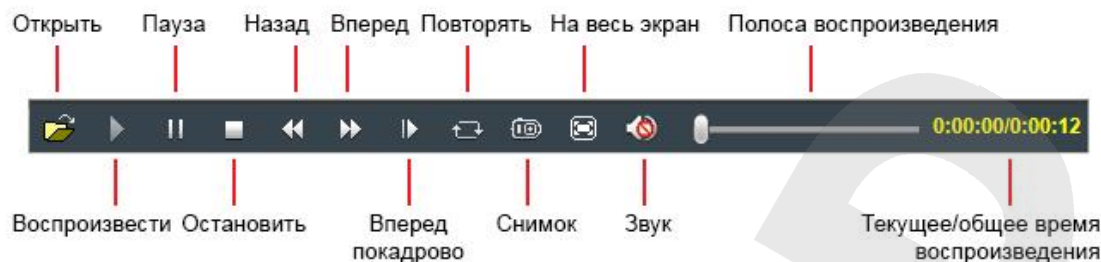 Открыть Пауза Назад Вперед Повторять На весь экран Полоса воспроизведения
0:00:00/0:00:12
Воспроизвести Остановить Вперед покадрово Снимок Звук Текущее/общее время воспроизведения